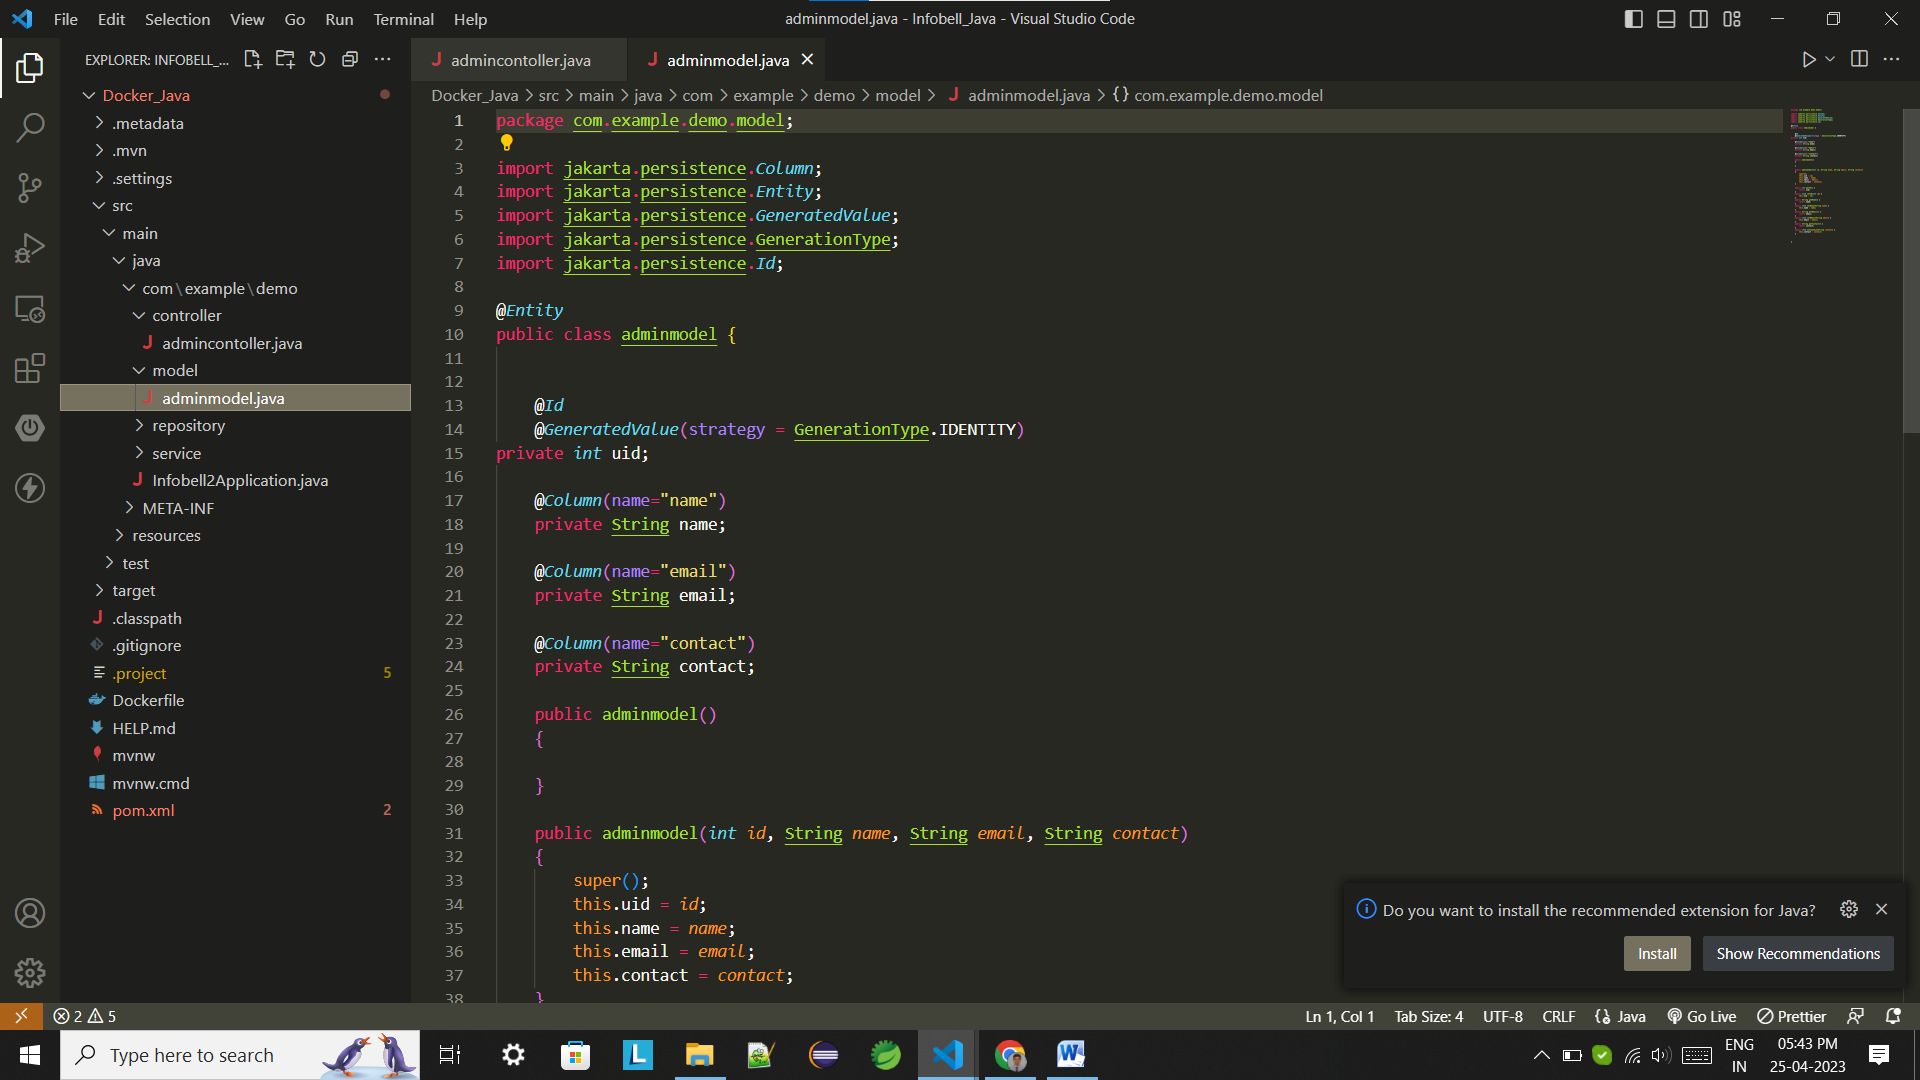 File Edit Selection View Go Run Terminal Help
adminmodel.java - Infobell_Java - Visual Studio Code
EXPLORER: INFOBELL_...
Docker_Java
.metadata
.mvn
.settings
src
main
java
com\example\demo
controller
admincontoller.java
model
adminmodel.java
repository
service
Infobell2Application.java
META-INF
resources
test
target
.classpath
.gitignore
.project 5
Dockerfile
HELP.md
mvnw
mvnw.cmd
pom.xml 2
admincontoller.java adminmodel.java
Docker_Java > src > main > java > com > example > demo > model > adminmodel.java > {} com.example.demo.model
1 package com.example.demo.model;
2
3 import jakarta.persistence.Column;
4 import jakarta.persistence.Entity;
5 import jakarta.persistence.GeneratedValue;
6 import jakarta.persistence.GenerationType;
7 import jakarta.persistence.Id;
8
9 @Entity
10 public class adminmodel {
11
12
13 @Id
14 @GeneratedValue(strategy = GenerationType.IDENTITY)
15 private int uid;
16
17 @Column(name="name")
18 private String name;
19
20 @Column(name="email")
21 private String email;
22
23 @Column(name="contact")
24 private String contact;
25
26 public adminmodel()
27 {
28
29 }
30
31 public adminmodel(int id, String name, String email, String contact)
32 {
33 super();
34 this.uid = id;
35 this.name = name;
36 this.email = email;
37 this.contact = contact;
38 }
Do you want to install the recommended extension for Java?
Install Show Recommendations
2 5
Ln 1, Col 1 Tab Size: 4 UTF-8 CRLF Java Go Live Prettier
Type here to search
L
W
ENG
IN
05:43 PM
25-04-2023